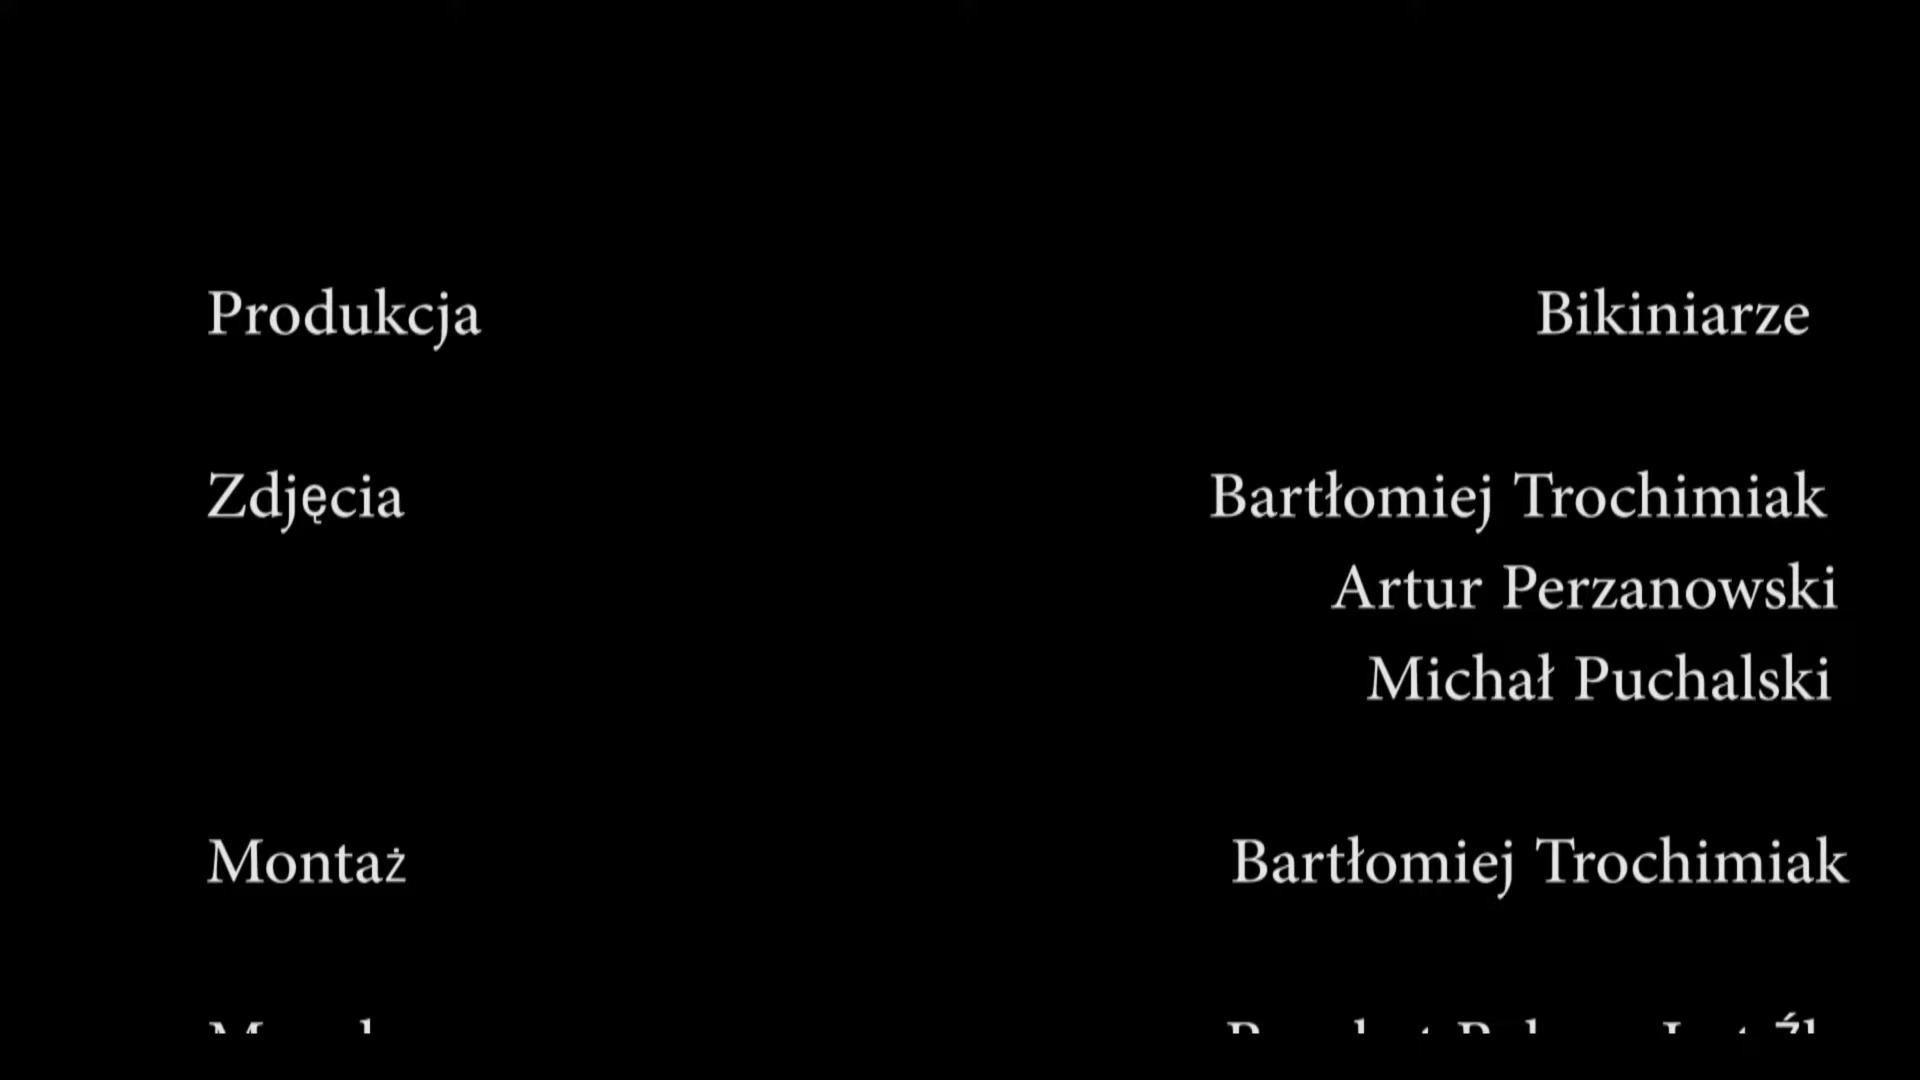 Produkcja Bikiniarze
Zdjęcia Bartłomiej Trochimiak
Artur Perzanowski
Michał Puchalski
Montaż Bartłomiej Trochimiak